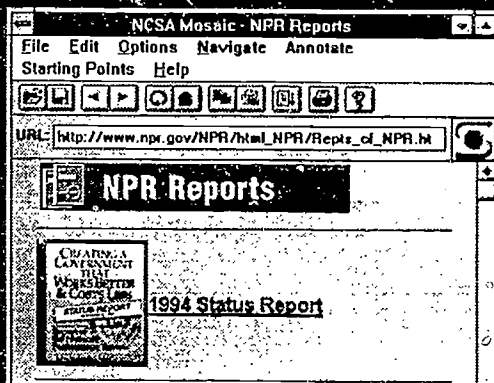 NCSA Mosaic - NPR Reports
File Edit Options Navigate Annotate
Starting Points Help
URL: http://www.npr.gov/NPR/html_NPR/Repts_of_NPR.ht
NPR Reports
CREATING A
GOVERNMENT
THAT
WORKS BETTER
& COSTS LESS
STATUS REPORT
1994 Status Report